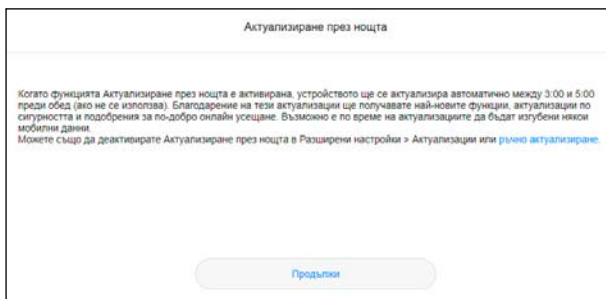 Актуализиране през нощта
Когато функцията Актуализиране през нощта е активирана, устройството ще се актуализира автоматично между 3:00 и 5:00
преди обед (ако не се използва). Благодарение на тези актуализации ще получавате най-новите функции, актуализации по
сигурността и подобрения за по-добро онлайн усещане. Възможно е по време на актуализациите да бъдат изгубени някои
мобилни данни.
Можете също да деактивирате Актуализиране през нощта в Разширени настройки > Актуализации или ръчно актуализиране.
Продължи